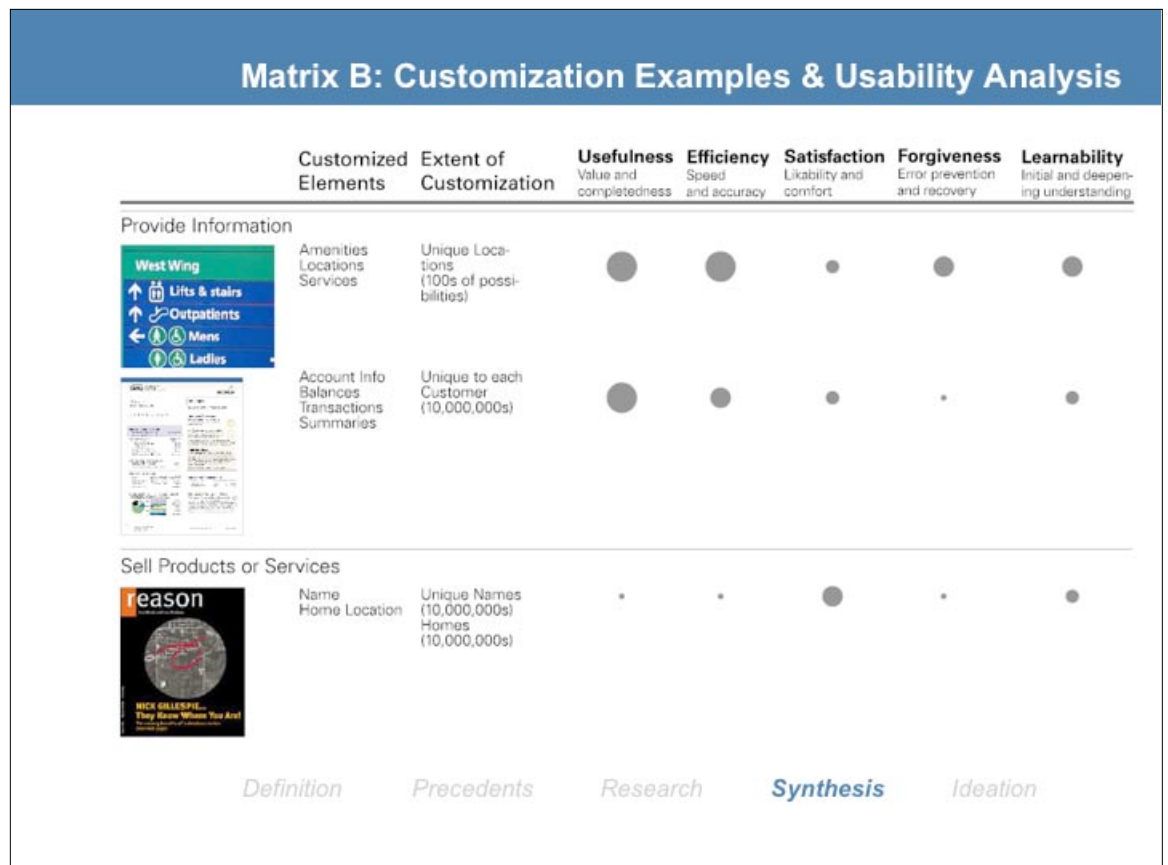 Matrix B: Customization Examples & Usability Analysis
Customized Elements
Extent of Customization
Usefulness
Value and completedness
Efficiency
Speed and accuracy
Satisfaction
Likability and comfort
Forgiveness
Error prevention and recovery
Learnability
Initial and deepen-
ing understanding
Provide Information
West Wing
Lifts & stairs
Outpatients
Mens
Ladies
Amenities
Locations
Services
Unique Loca-
tions
(100s of possi-
bilities)
Account Info
Balances
Transactions
Summaries
Unique to each
Customer
(10,000,000s)
Sell Products or Services
reason
NICK GILLESPIE...
They Know Where You Are!
Name
Home Location
Unique Names
(10,000,000s)
Homes
(10,000,000s)
Definition Precedents Research Synthesis Ideation